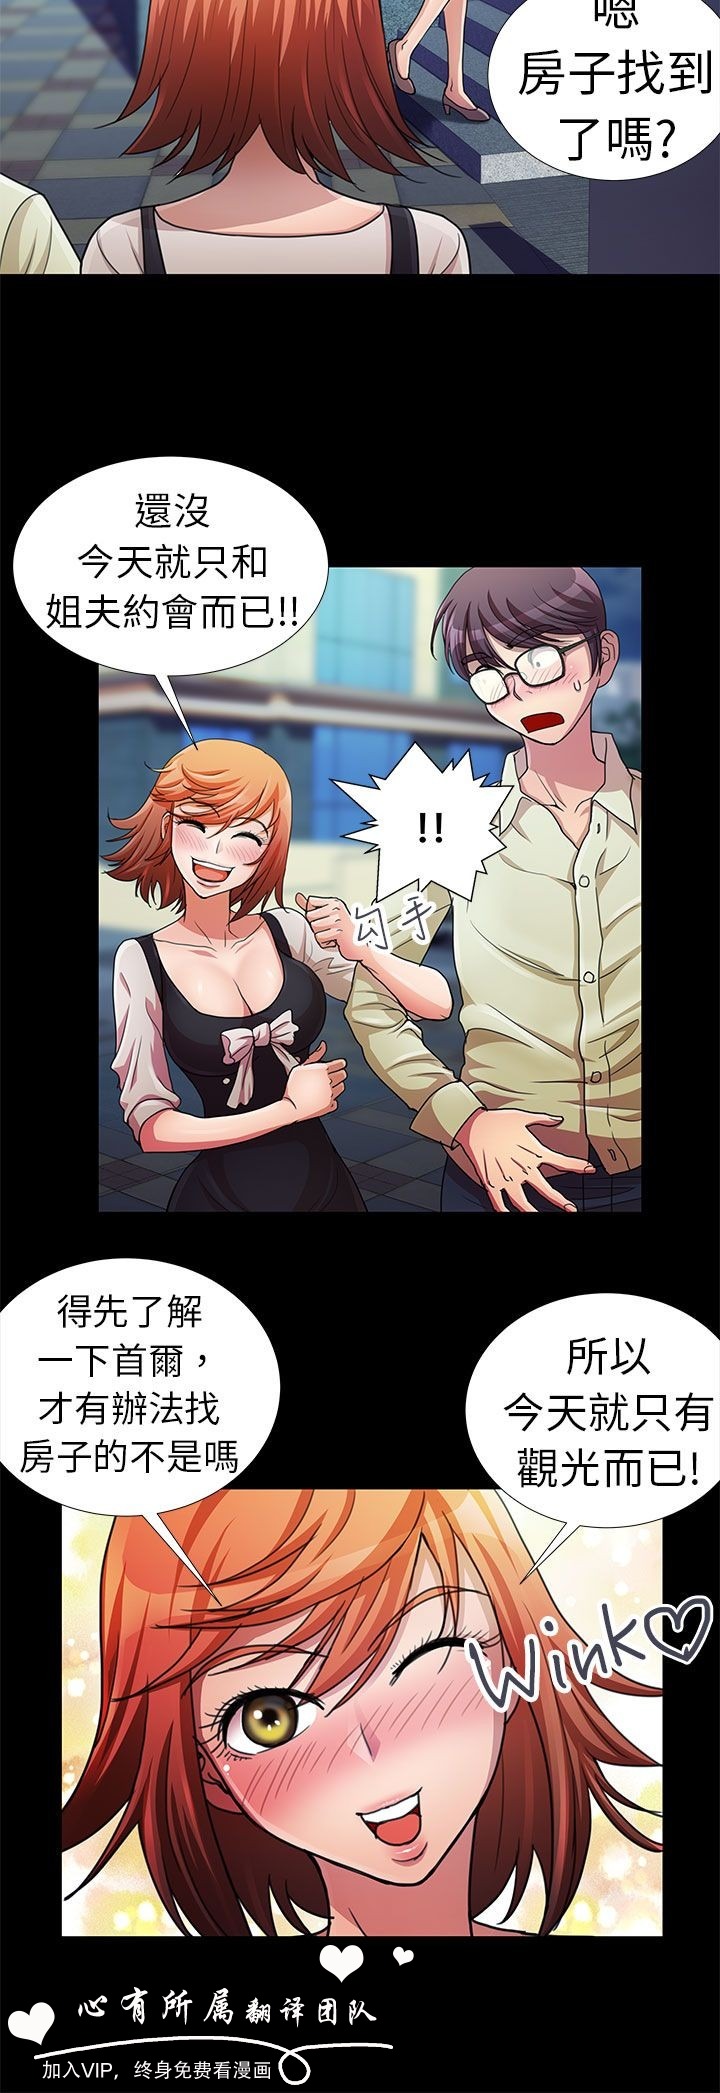 嗯
房子找到
了嗎?
還沒
今天就只和
姐夫約會而已!!
!!
勾手
得先了解
一下首爾，
才有辦法找
房子的不是嗎
所以
今天就只有
觀光而已!
Wink♡
心有所属翻译团队
加入VIP，终身免费看漫画